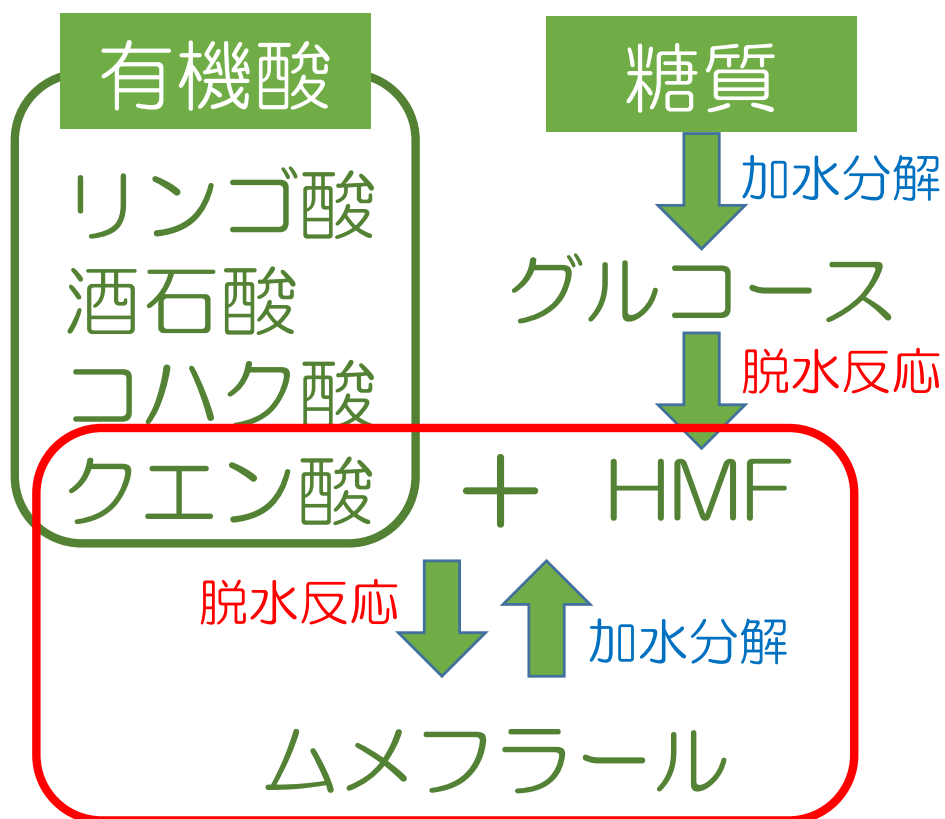 有機酸
リンゴ酸
酒石酸
コハク酸
クエン酸
糖質
加水分解
グルコース
脱水反応
+ HMF
脱水反応
加水分解
ムメフラール